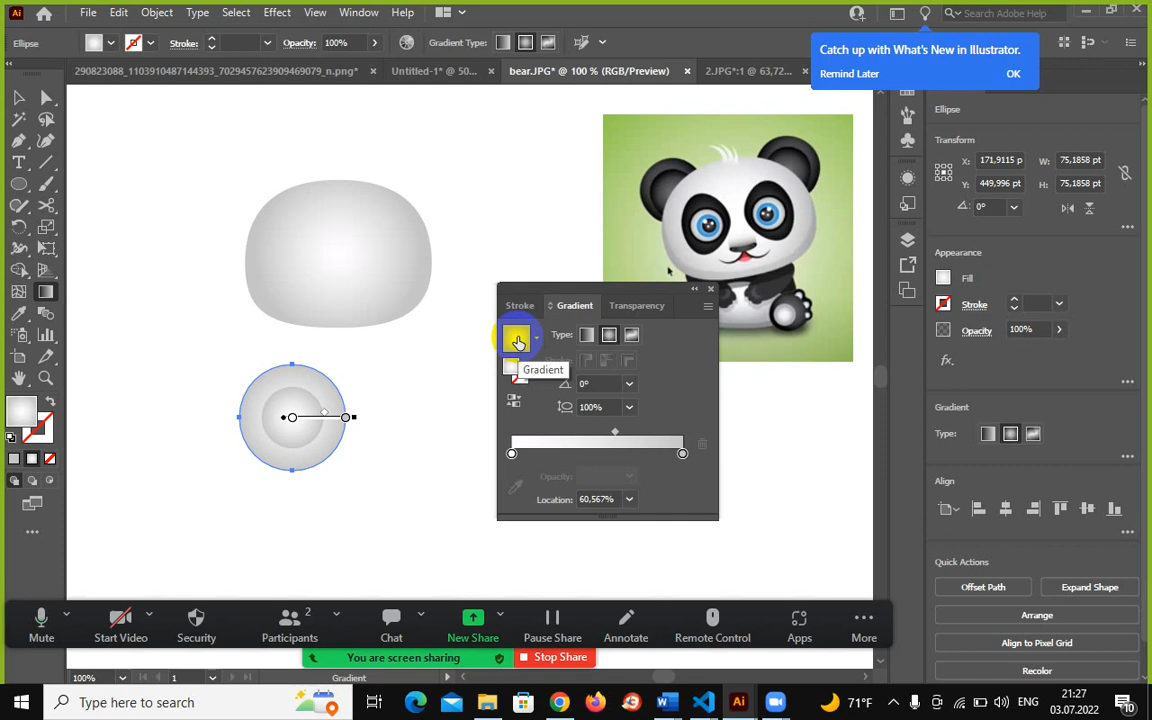 Ai File Edit Object Type Select Effect View Window Help Search Adobe Help
Ellipse Stroke: Opacity: 100% Gradient Type:
Catch up with What's New in Illustrator.
Remind Later OK
290823088_1103910487144393_7029457623909469079_n.png* × Untitled-1* @ 50... × bear.JPG* @ 100 % (RGB/Preview) × 2.JPG*:1 @ 63,72...
Ellipse
Transform
X: 171,9115 p W: 75,1858 pt
Y: 449,996 pt H: 75,1858 pt
0°
Appearance
Fill
Stroke
Opacity 100%
fx
Gradient
Type:
Align
Quick Actions
Offset Path Expand Shape
Arrange
Align to Pixel Grid
Recolor
Stroke Gradient Transparency
Type:
Gradient
0°
100%
Opacity:
Location: 60,567%
Mute Start Video Security Participants 2 Chat New Share Pause Share Annotate Remote Control Apps More
You are screen sharing Stop Share
100% 1 Gradient
Type here to search
71°F ENG 21:27
03.07.2022 10